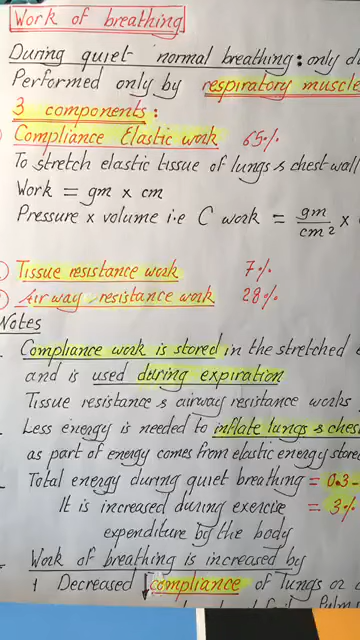 Work of breathing
During quiet normal breathing: only
Performed only by respiratory muscle
3 components:
Compliance Elastic work 65%
To stretch elastic tissue of lungs & chest wall
Work = gm x cm
Pressure x volume i.e C work = gm/cm² x
Tissue resistance work 7%
Airway resistance work 28%
Notes
Compliance work is stored in the stretched
and is used during expiration
Tissue resistance & airway resistance works
Less energy is needed to inflate lungs & chest
as part of energy comes from elastic energy stored
Total energy during quiet breathing = 0.3-
It is increased during exercise = 3%
expenditure by the body
Work of breathing is increased by
1 Decreased ↓ compliance of lungs or